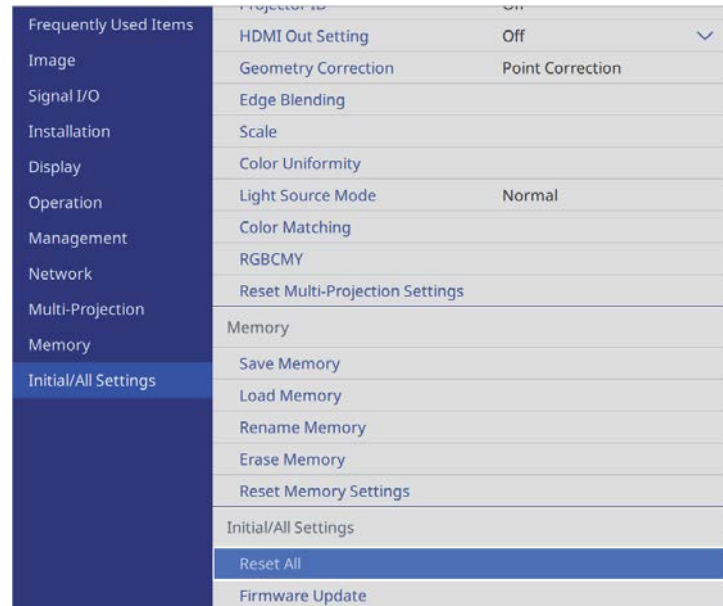 Frequently Used Items
Image
Signal I/O
Installation
Display
Operation
Management
Network
Multi-Projection
Memory
Initial/All Settings
Projector ID Off
HDMI Out Setting Off
Geometry Correction Point Correction
Edge Blending
Scale
Color Uniformity
Light Source Mode Normal
Color Matching
RGBCMY
Reset Multi-Projection Settings
Memory
Save Memory
Load Memory
Rename Memory
Erase Memory
Reset Memory Settings
Initial/All Settings
Reset All
Firmware Update